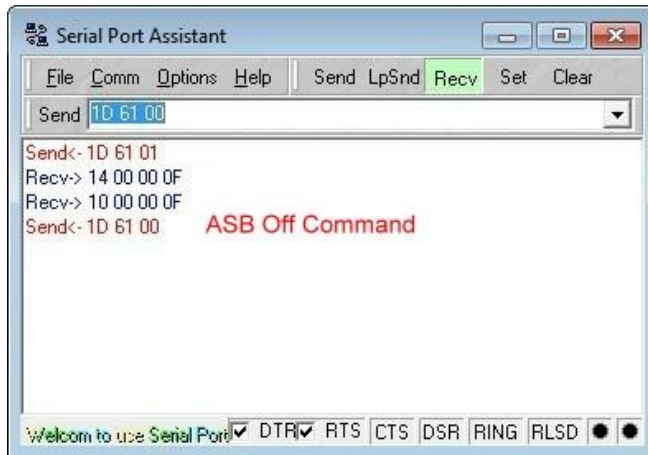 Serial Port Assistant
File Comm Options Help Send LpSnd Recv Set Clear
Send 1D 61 00
Send<- 1D 61 01
Recv-> 14 00 00 0F
Recv-> 10 00 00 0F
Send<- 1D 61 00 ASB Off Command
Welcom to use Serial Port DTR RTS CTS DSR RING RLSD